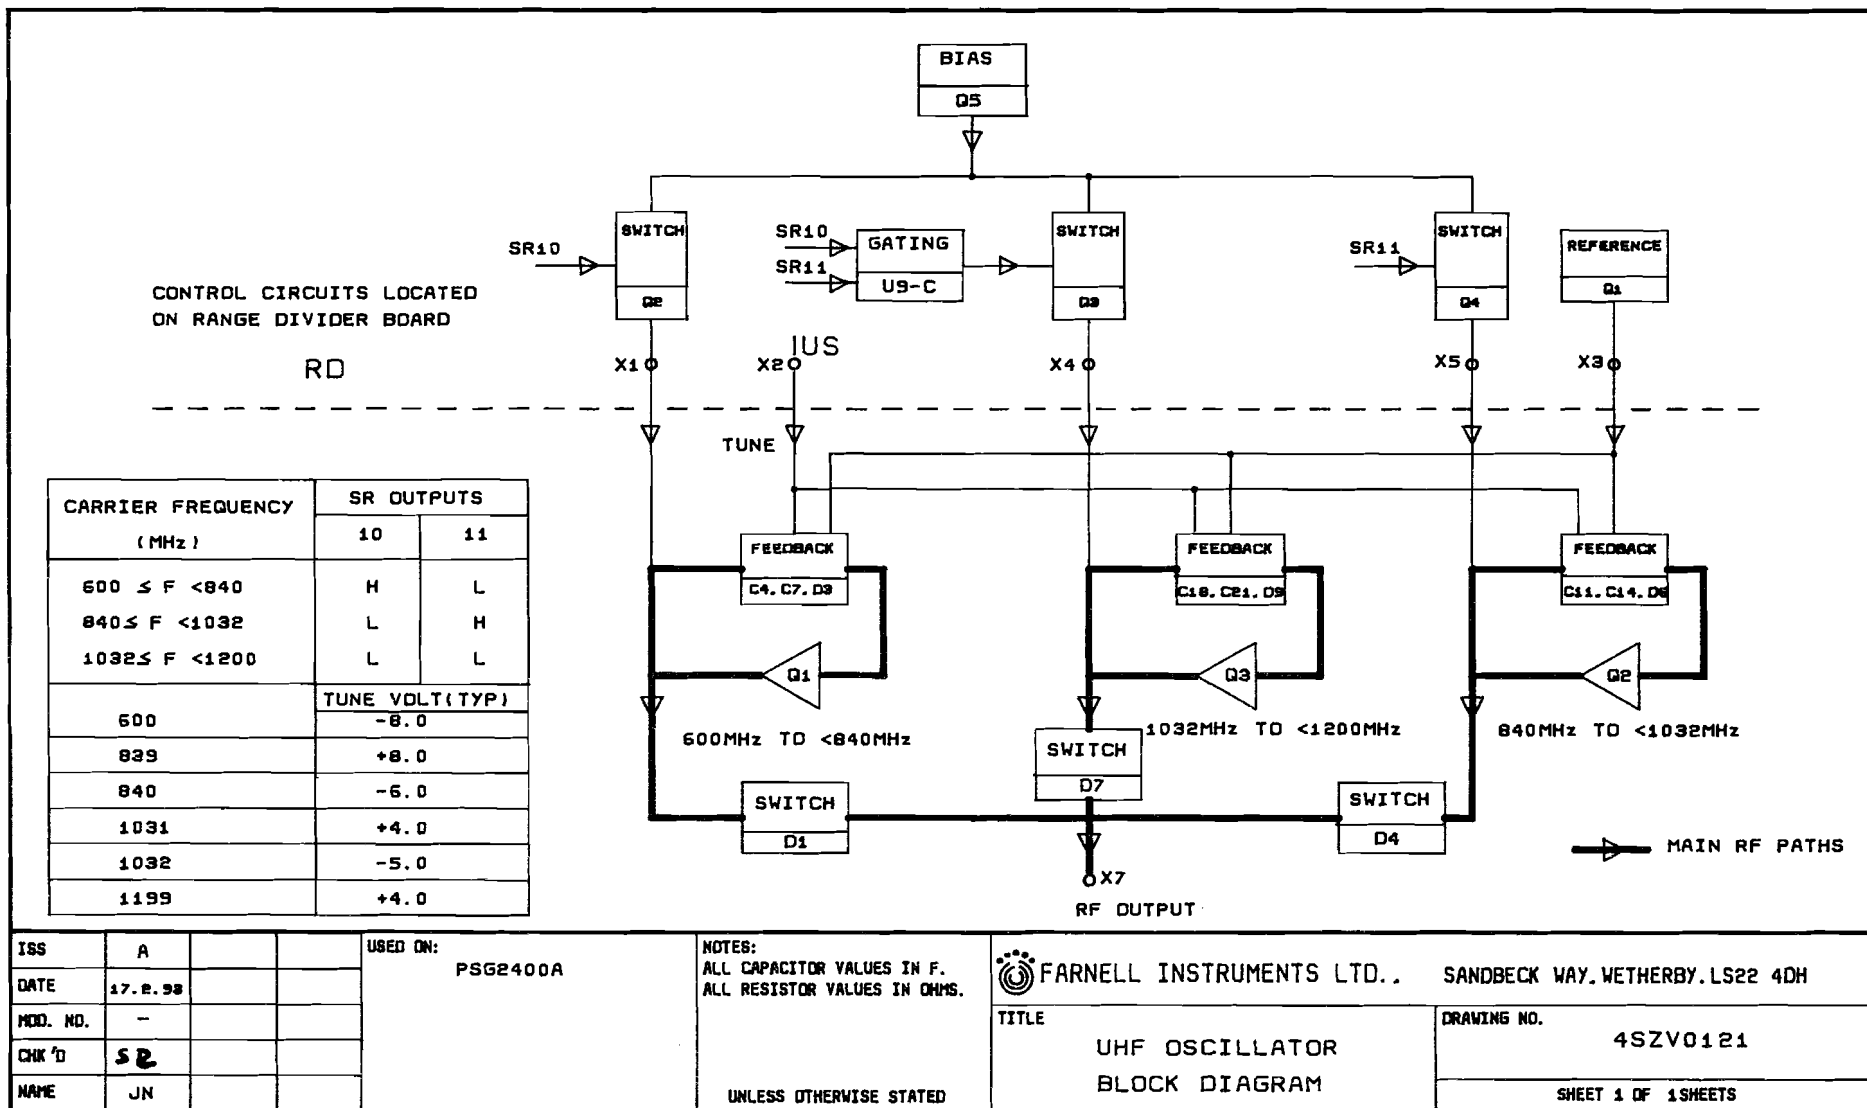 BIAS
Q5
SWITCH
Q2
SR10
SR10
SR11
GATING
U9-C
SWITCH
Q3
SR11
SWITCH
Q4
REFERENCE
Q1
CONTROL CIRCUITS LOCATED
ON RANGE DIVIDER BOARD
RD
X1
X2
IUS
X4
X5
X3
TUNE
CARRIER FREQUENCY
(MHz)
SR OUTPUTS
10 11
600 ≤ F <840 H L
840≤ F <1032 L H
1032≤ F <1200 L L
TUNE VOLT(TYP)
600 -8.0
839 +8.0
840 -6.0
1031 +4.0
1032 -5.0
1199 +4.0
FEEDBACK
C4. C7. D3
Q1
600MHz TO <840MHz
FEEDBACK
C18. C21. D9
Q3
1032MHz TO <1200MHz
FEEDBACK
C11. C14. D6
Q2
840MHz TO <1032MHz
SWITCH
D7
SWITCH
D1
SWITCH
D4
MAIN RF PATHS
X7
RF OUTPUT
ISS A
DATE 17.2.93
MOD. NO. -
CHK'D SR
NAME JN
USED ON:
PSG2400A
NOTES:
ALL CAPACITOR VALUES IN F.
ALL RESISTOR VALUES IN OHMS.
UNLESS OTHERWISE STATED
FARNELL INSTRUMENTS LTD.. SANDBECK WAY. WETHERBY. LS22 4DH
TITLE
UHF OSCILLATOR
BLOCK DIAGRAM
DRAWING NO.
4SZV0121
SHEET 1 OF 1SHEETS